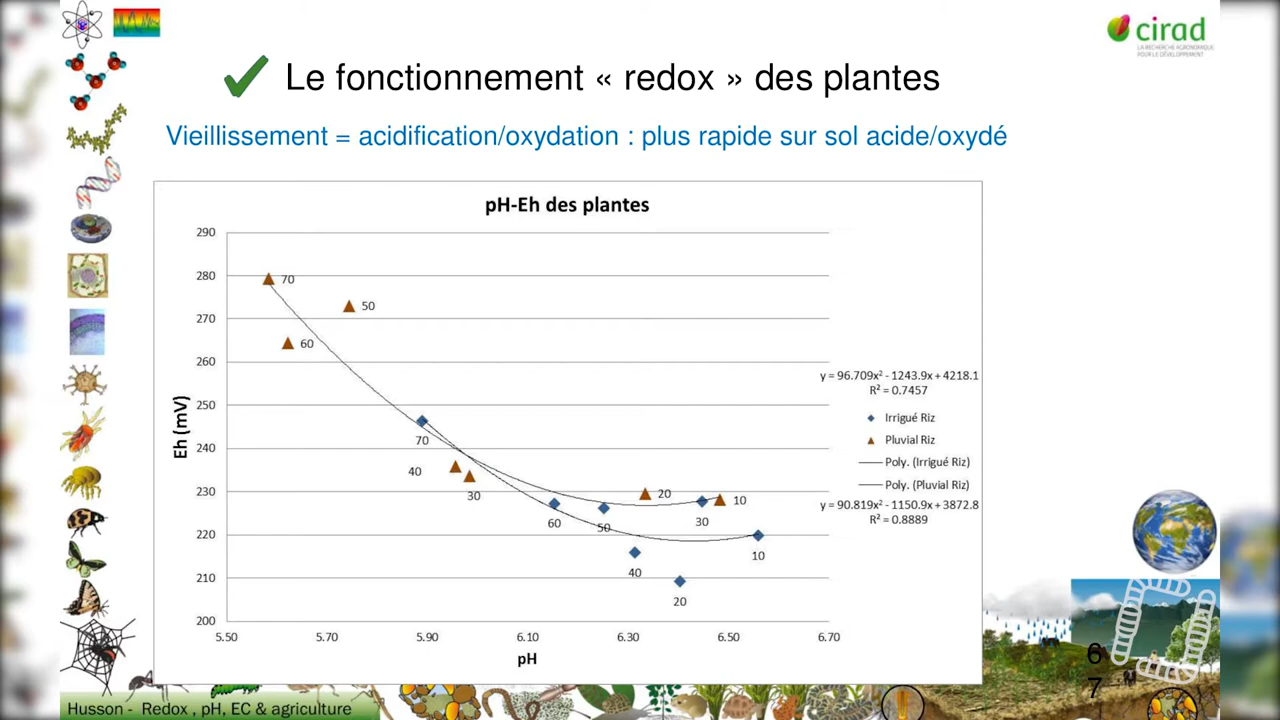 cirad
LA RECHERCHE AGRONOMIQUE
POUR LE DÉVELOPPEMENT
Le fonctionnement « redox » des plantes
Vieillissement = acidification/oxydation : plus rapide sur sol acide/oxydé
pH-Eh des plantes
Eh (mV)
290
280
270
260
250
240
230
220
210
200
70
50
60
70
40
30
20
10
60
50
30
40
10
20
y = 96.709x² - 1243.9x + 4218.1
R² = 0.7457
Irrigué Riz
Pluvial Riz
Poly. (Irrigué Riz)
Poly. (Pluvial Riz)
y = 90.819x² - 1150.9x + 3872.8
R² = 0.8889
5.50 5.70 5.90 6.10 6.30 6.50 6.70
pH
6
7
Husson - Redox , pH, EC & agriculture